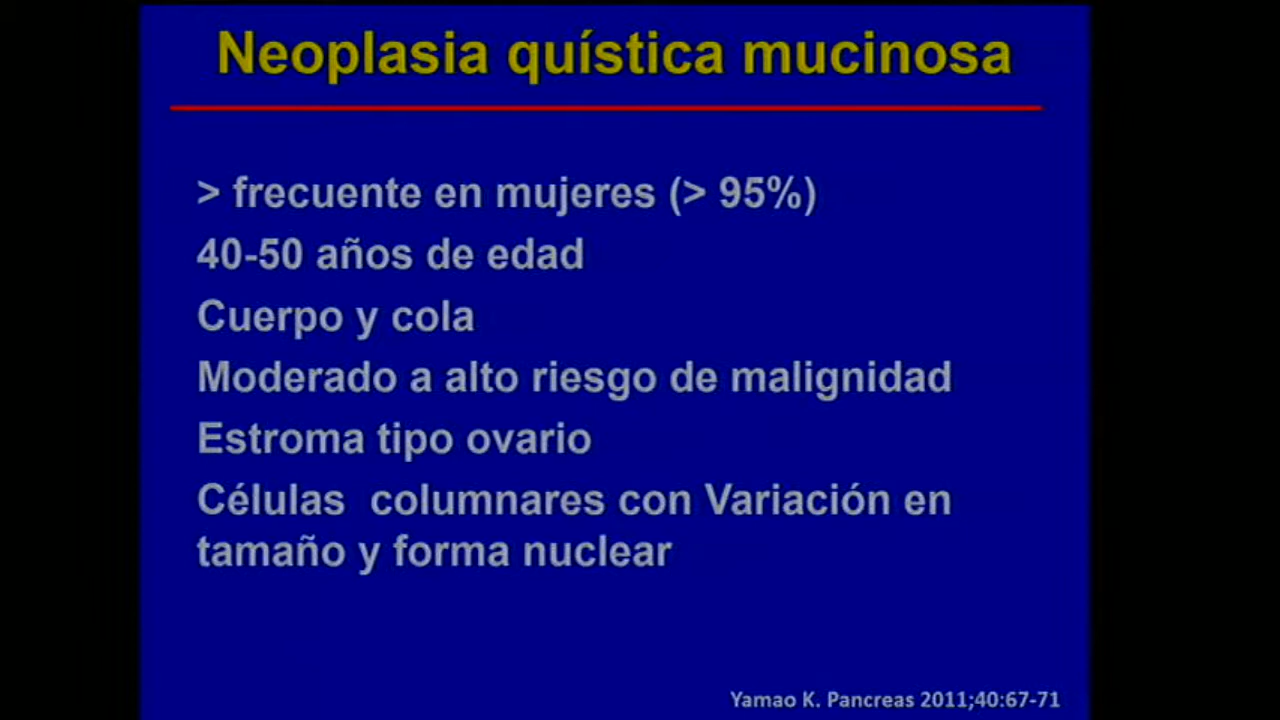 Neoplasia quística mucinosa
> frecuente en mujeres (> 95%)
40-50 años de edad
Cuerpo y cola
Moderado a alto riesgo de malignidad
Estroma tipo ovario
Células columnares con Variación en
tamaño y forma nuclear
Yamao K. Pancreas 2011;40:67-71